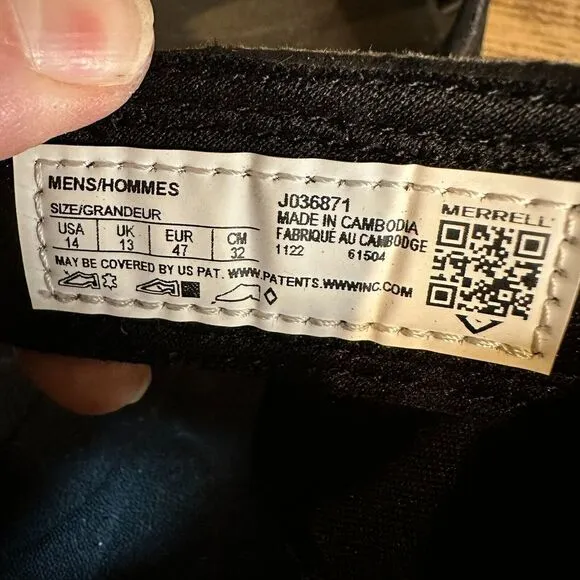 MENS/HOMMES
SIZE/GRANDEUR
USA UK EUR CM
14 13 47 32
J036871
MADE IN CAMBODIA
FABRIQUÉ AU CAMBODGE
1122 61504
MAY BE COVERED BY US PAT. WWW.PATENTS.WWWINC.COM
MERRELL